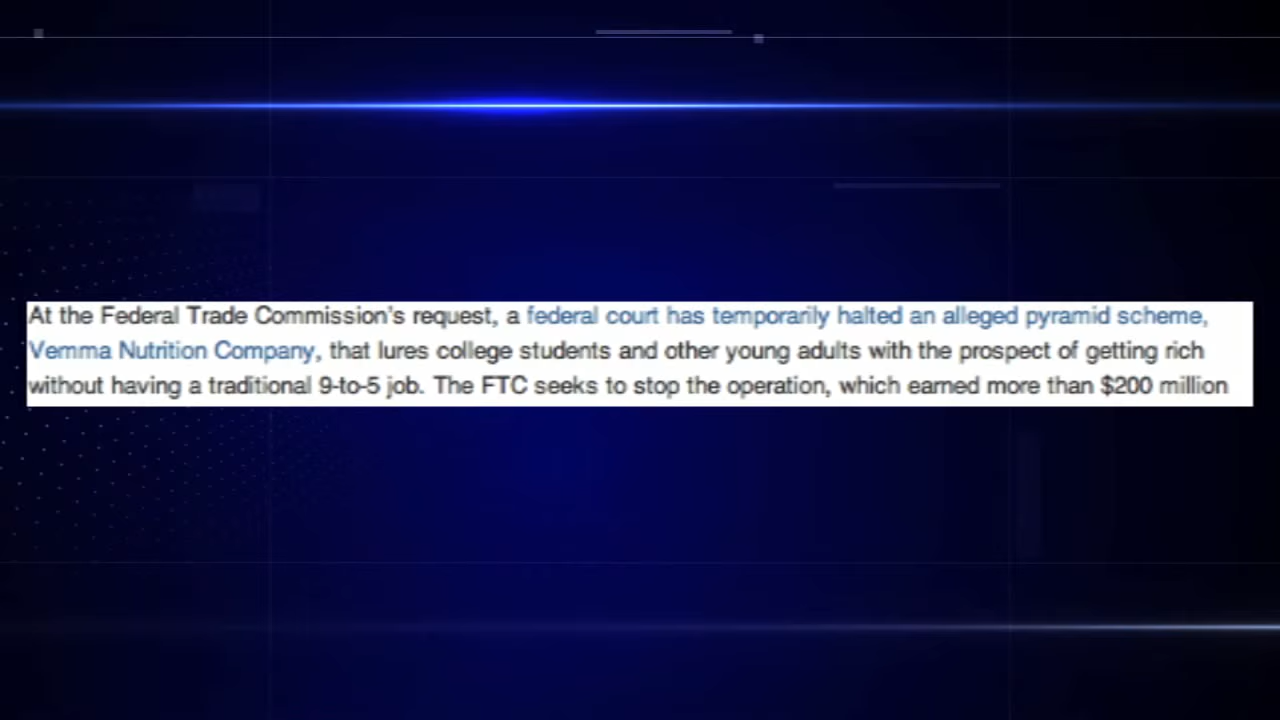 At the Federal Trade Commission's request, a federal court has temporarily halted an alleged pyramid scheme,
Vemma Nutrition Company, that lures college students and other young adults with the prospect of getting rich
without having a traditional 9-to-5 job. The FTC seeks to stop the operation, which earned more than $200 million